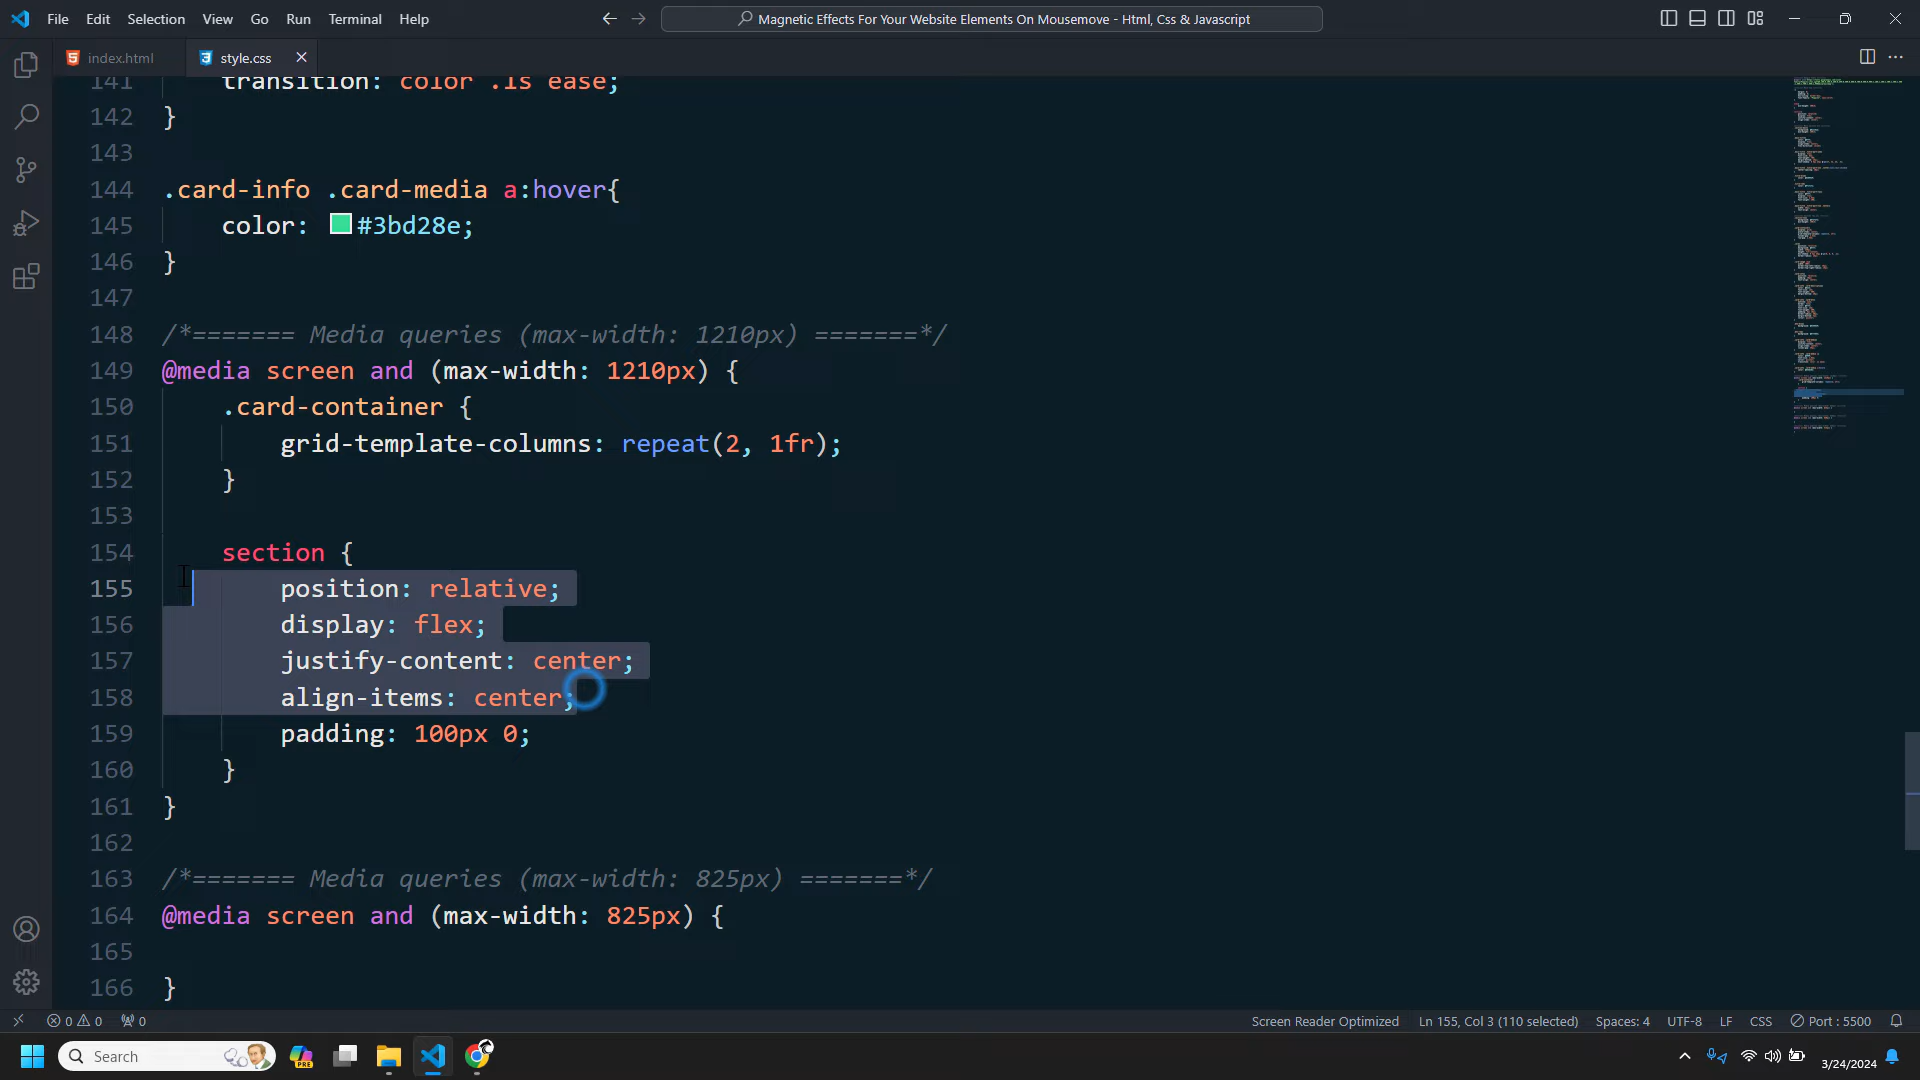 File Edit Selection View Go Run Terminal Help
Magnetic Effects For Your Website Elements On Mousemove - Html, Css & Javascript
index.html
style.css
141 transition: color .1s ease;
142 }
143
144 .card-info .card-media a:hover{
145 color: #3bd28e;
146 }
147
148 /*======= Media queries (max-width: 1210px) =======*/
149 @media screen and (max-width: 1210px) {
150 .card-container {
151 grid-template-columns: repeat(2, 1fr);
152 }
153
154 section {
155 position: relative;
156 display: flex;
157 justify-content: center;
158 align-items: center;
159 padding: 100px 0;
160 }
161 }
162
163 /*======= Media queries (max-width: 825px) =======*/
164 @media screen and (max-width: 825px) {
165
166 }
0 0 0
Screen Reader Optimized Ln 155, Col 3 (110 selected) Spaces: 4 UTF-8 LF CSS Port : 5500
Search
PRE
3/24/2024